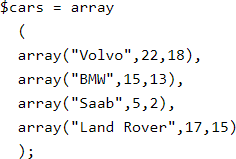 $cars = array
(
array("Volvo",22,18),
array("BMW",15,13),
array("Saab",5,2),
array("Land Rover",17,15)
);